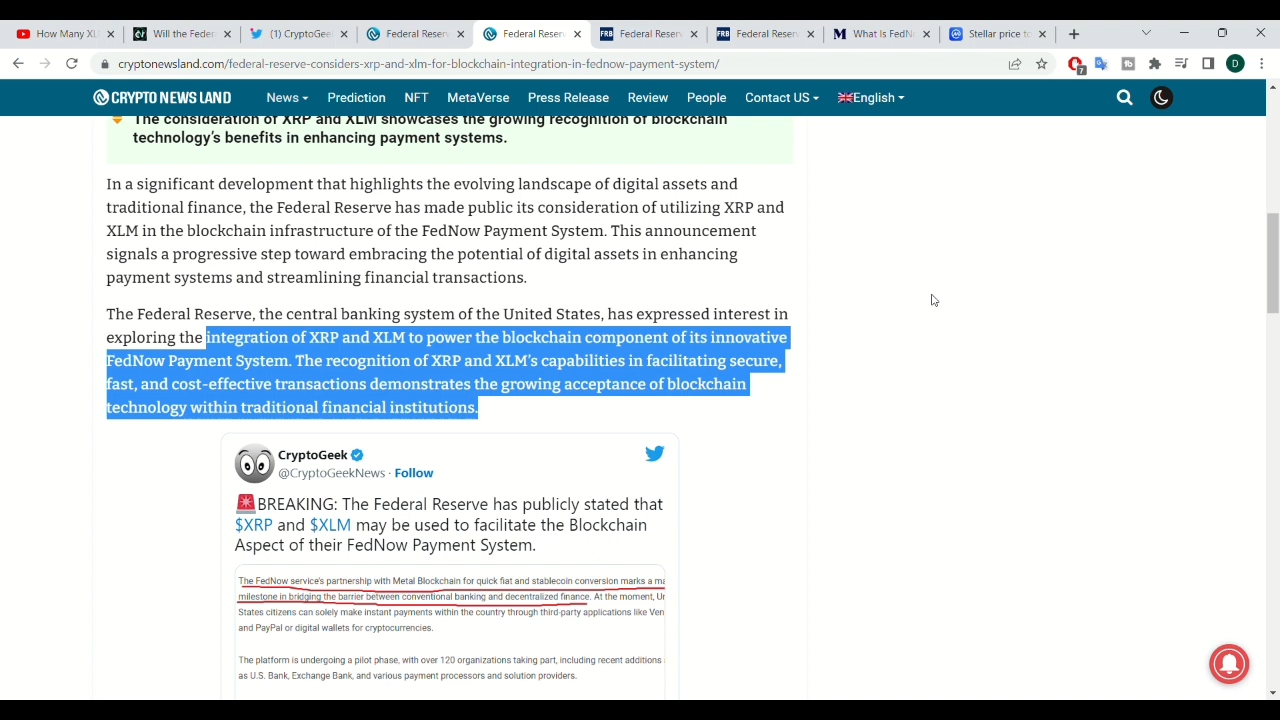 How Many XL
Will the Feder
(1) CryptoGee
Federal Reser
Federal Reser
FRB Federal Reser
FRB Federal Reser
What Is FedN
Stellar price to
cryptonewsland.com/federal-reserve-considers-xrp-and-xlm-for-blockchain-integration-in-fednow-payment-system/
7
D
CRYPTO NEWS LAND
News
Prediction
NFT
MetaVerse
Press Release
Review
People
Contact US
English
The consideration of XRP and XLM showcases the growing recognition of blockchain
technology's benefits in enhancing payment systems.
In a significant development that highlights the evolving landscape of digital assets and
traditional finance, the Federal Reserve has made public its consideration of utilizing XRP and
XLM in the blockchain infrastructure of the FedNow Payment System. This announcement
signals a progressive step toward embracing the potential of digital assets in enhancing
payment systems and streamlining financial transactions.
The Federal Reserve, the central banking system of the United States, has expressed interest in
exploring the integration of XRP and XLM to power the blockchain component of its innovative
FedNow Payment System. The recognition of XRP and XLM's capabilities in facilitating secure,
fast, and cost-effective transactions demonstrates the growing acceptance of blockchain
technology within traditional financial institutions.
CryptoGeek
@CryptoGeekNews · Follow
🚨BREAKING: The Federal Reserve has publicly stated that
$XRP and $XLM may be used to facilitate the Blockchain
Aspect of their FedNow Payment System.
The FedNow service's partnership with Metal Blockchain for quick fiat and stablecoin conversion marks a ma
milestone in bridging the barrier between conventional banking and decentralized finance. At the moment, Un
States citizens can solely make instant payments within the country through third-party applications like Ven
and PayPal or digital wallets for cryptocurrencies.
The platform is undergoing a pilot phase, with over 120 organizations taking part, including recent additions
as U.S. Bank, Exchange Bank, and various payment processors and solution providers.